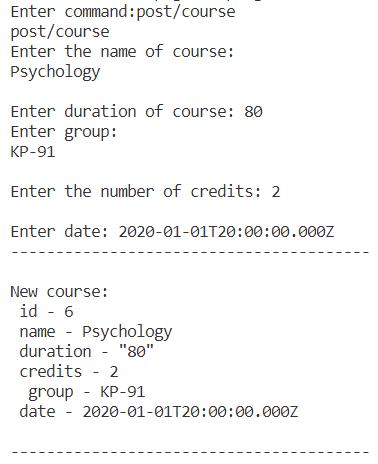 Enter command:post/course
post/course
Enter the name of course:
Psychology
Enter duration of course: 80
Enter group:
KP-91
Enter the number of credits: 2
Enter date: 2020-01-01T20:00:00.000Z
----------------------------------------
New course:
id - 6
name - Psychology
duration - "80"
credits - 2
group - KP-91
date - 2020-01-01T20:00:00.000Z
----------------------------------------